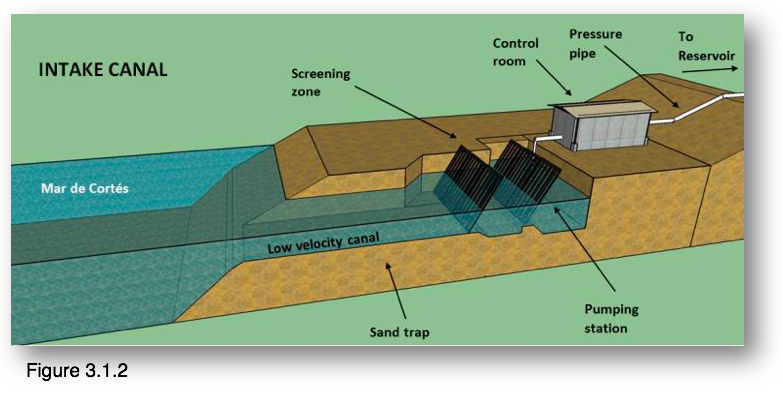 INTAKE CANAL
Screening
zone
Control
room
Pressure
pipe
To
Reservoir
Mar de Cortés
Low velocity canal
Sand trap
Pumping
station
Figure 3.1.2